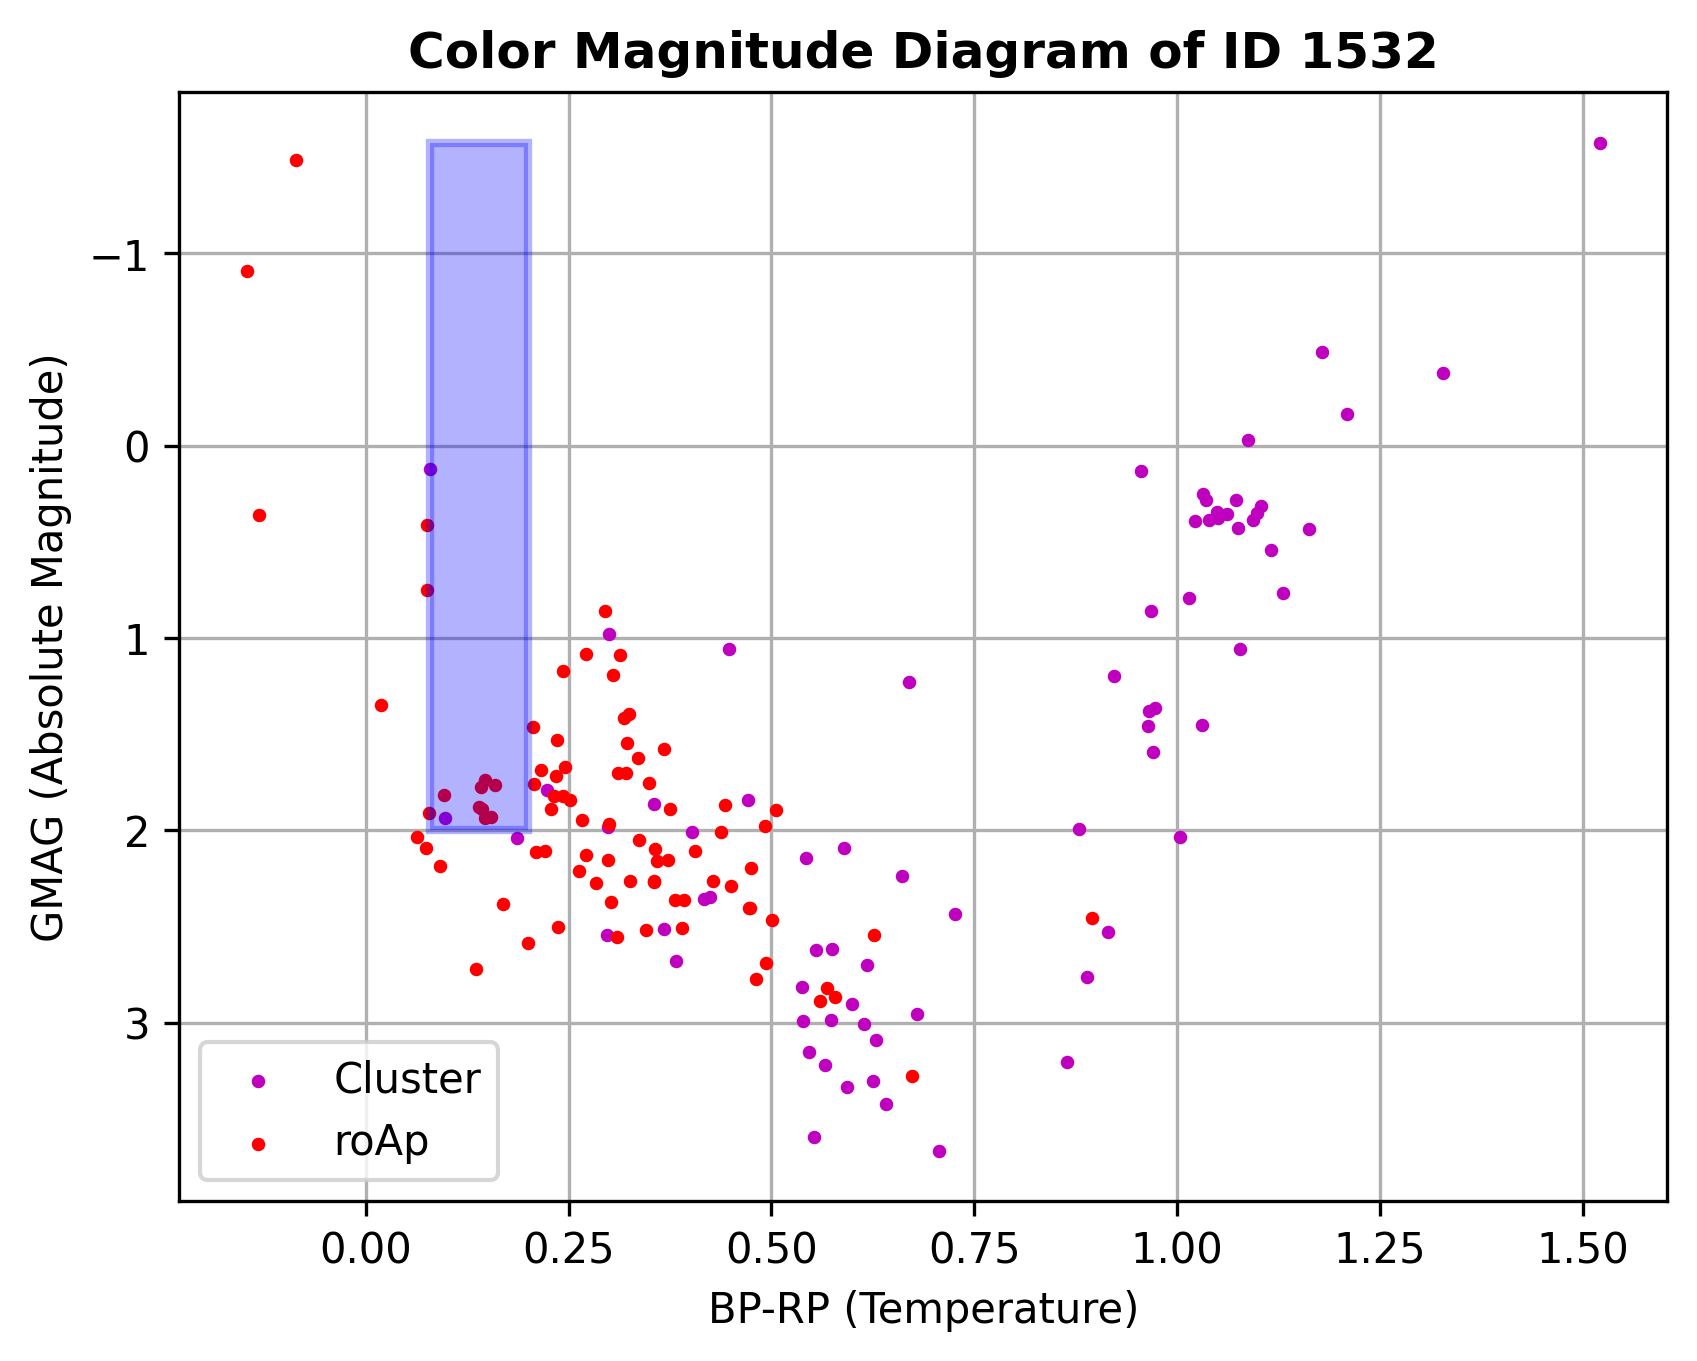 Color Magnitude Diagram of ID 1532
GMAG (Absolute Magnitude)
−1
0
1
2
3
Cluster
roAp
0.00 0.25 0.50 0.75 1.00 1.25 1.50
BP-RP (Temperature)